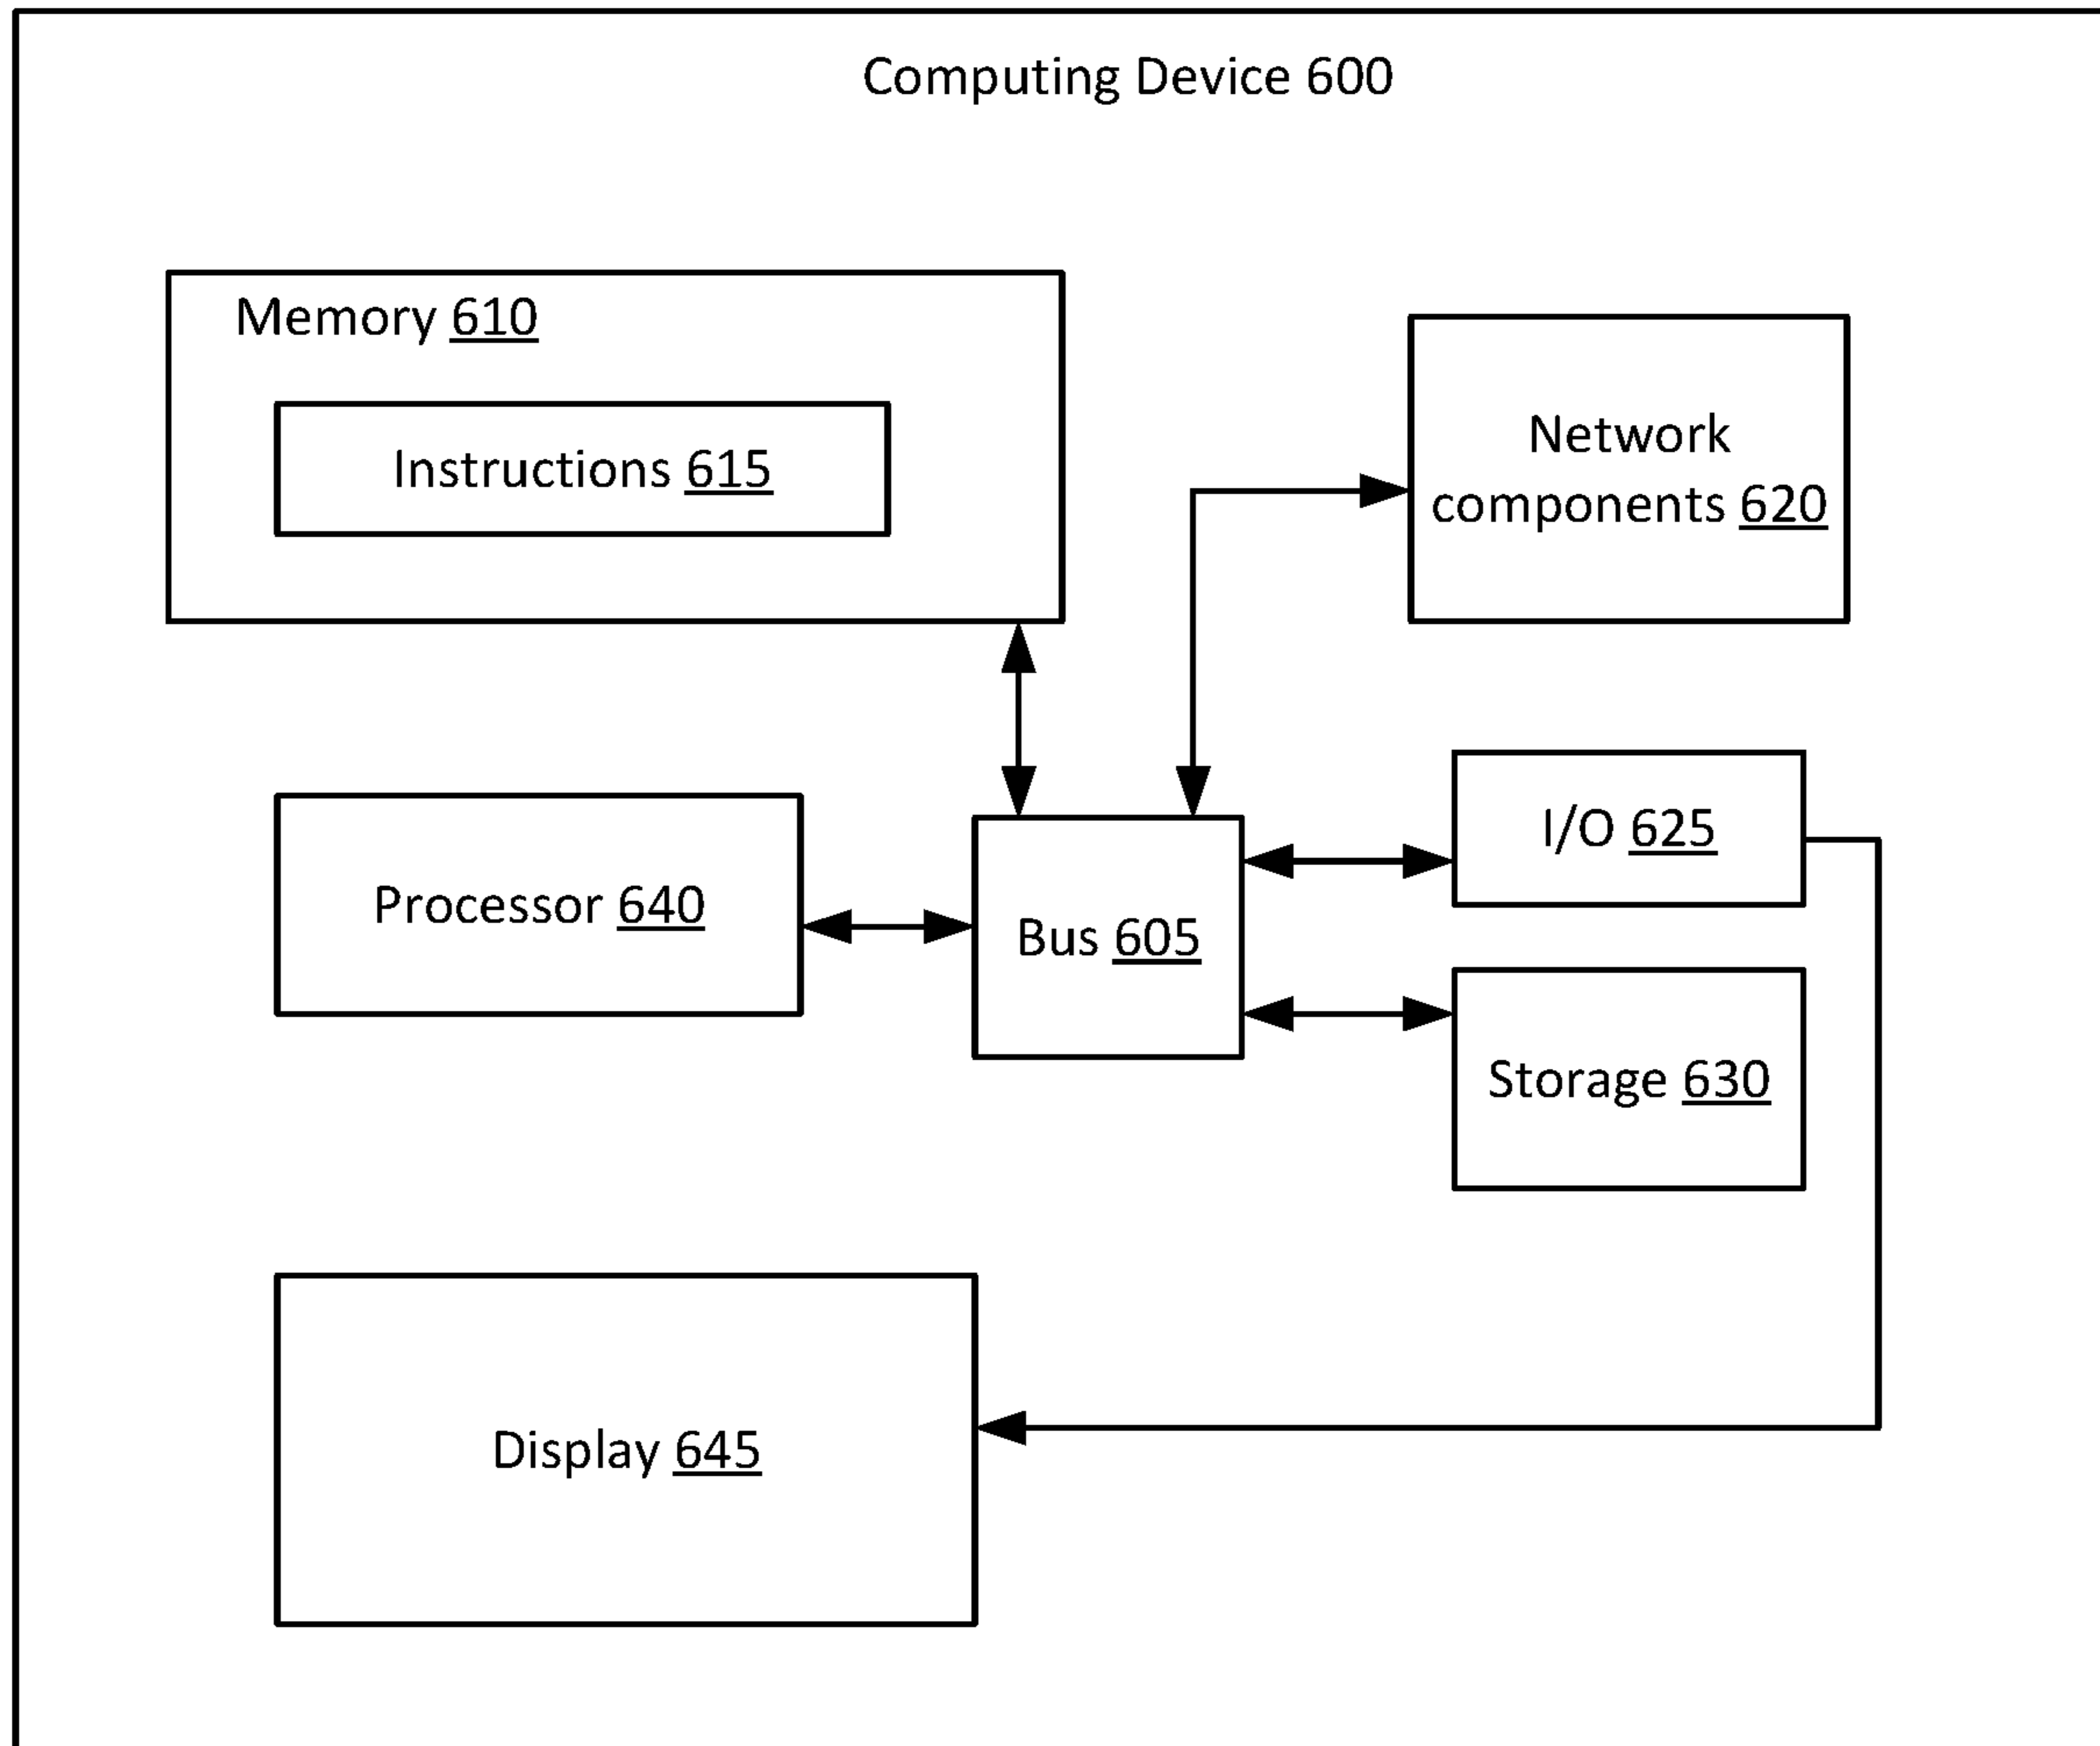 Computing Device 600
Memory 610
Instructions 615
Network
components 620
I/O 625
Processor 640
Bus 605
Storage 630
Display 645